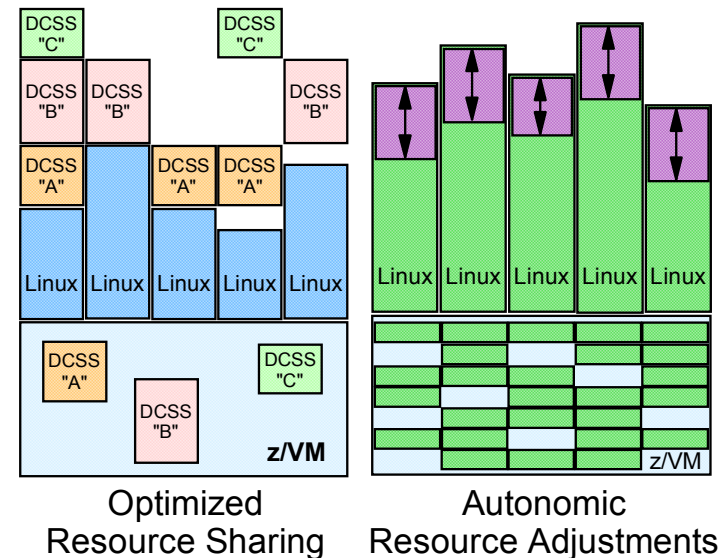 DCSS "C"
DCSS "C"
DCSS "B"
DCSS "B"
DCSS "B"
DCSS "A"
DCSS "A"
DCSS "A"
Linux Linux Linux Linux Linux
DCSS "A"
DCSS "B"
DCSS "C"
z/VM
Optimized
Resource Sharing
Linux Linux Linux Linux Linux
z/VM
Autonomic
Resource Adjustments